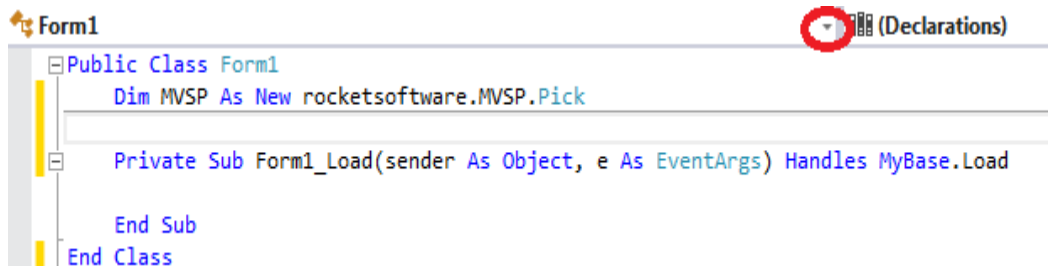 Form1 (Declarations)
Public Class Form1
Dim MVSP As New rocketsoftware.MVSP.Pick
Private Sub Form1_Load(sender As Object, e As EventArgs) Handles MyBase.Load
End Sub
End Class